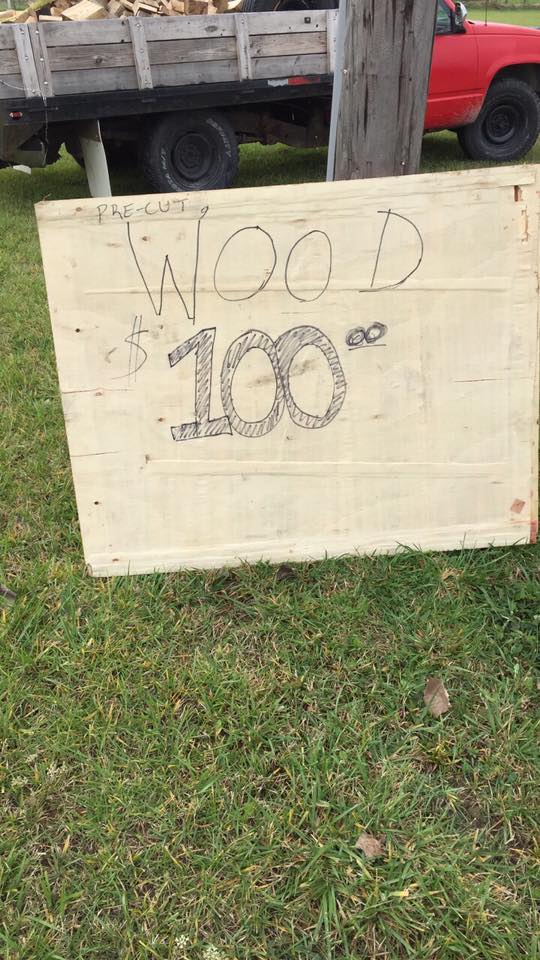 PRE-CUT,
WOOD
$100.00